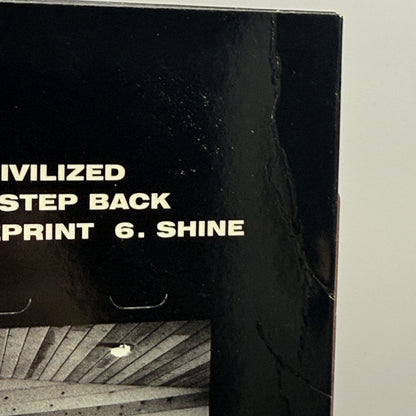 IVILIZED
STEP BACK
PRINT 6. SHINE